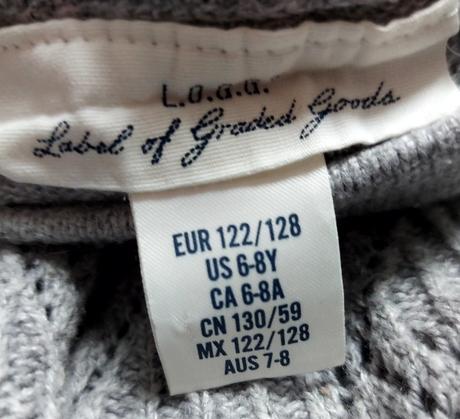 L.O.G.G.
Label of Graded Goods
EUR 122/128
US 6-8Y
CA 6-8A
CN 130/59
MX 122/128
AUS 7-8